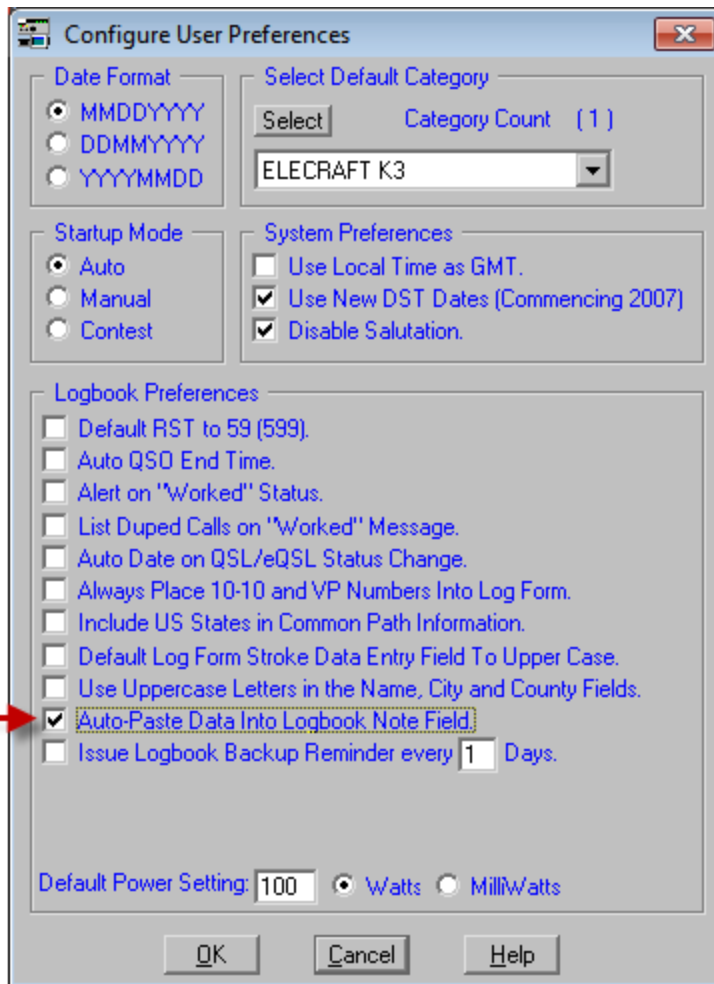 Configure User Preferences
Date Format
MMDDYYYY
DDMMYYYY
YYYYMMDD
Select Default Category
Select Category Count ( 1 )
ELECRAFT K3
Startup Mode
Auto
Manual
Contest
System Preferences
Use Local Time as GMT.
Use New DST Dates (Commencing 2007)
Disable Salutation.
Logbook Preferences
Default RST to 59 (599).
Auto QSO End Time.
Alert on "Worked" Status.
List Duped Calls on "Worked" Message.
Auto Date on QSL/eQSL Status Change.
Always Place 10-10 and VP Numbers Into Log Form.
Include US States in Common Path Information.
Default Log Form Stroke Data Entry Field To Upper Case.
Use Uppercase Letters in the Name, City and County Fields.
Auto-Paste Data Into Logbook Note Field.
Issue Logbook Backup Reminder every 1 Days.
Default Power Setting: 100 Watts MilliWatts
OK Cancel Help